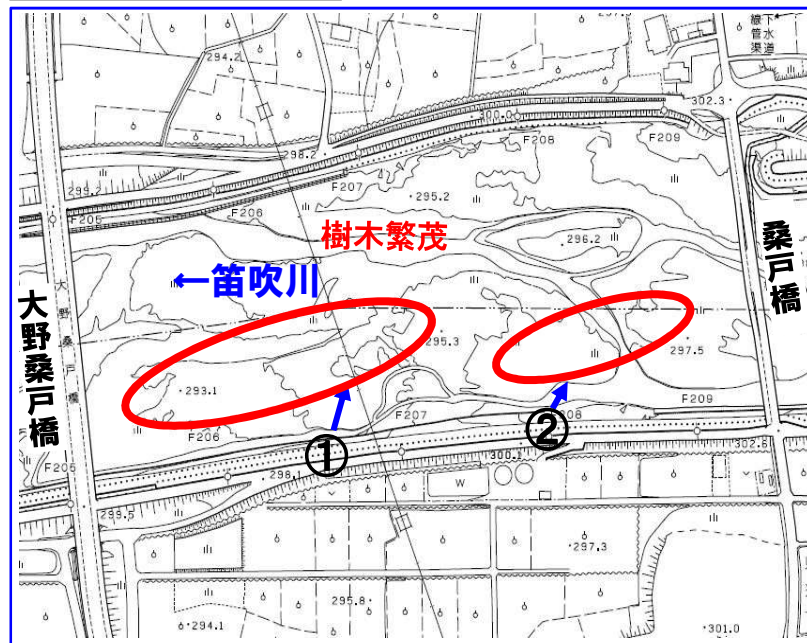 下水道
管線渠
294.2
302.3
300.0
298.2
F208
F209
299.2
F207
295.2
F205
F206
樹木繁茂
296.2
桑戸橋
←笛吹川
大野桑戸橋
大野桑戸橋
295.3
297.5
293.1
①
②
F206
F207
F208
F209
F205
298.1
300.1
302.6
W
299.5
297.3
295.8
294.1
301.0